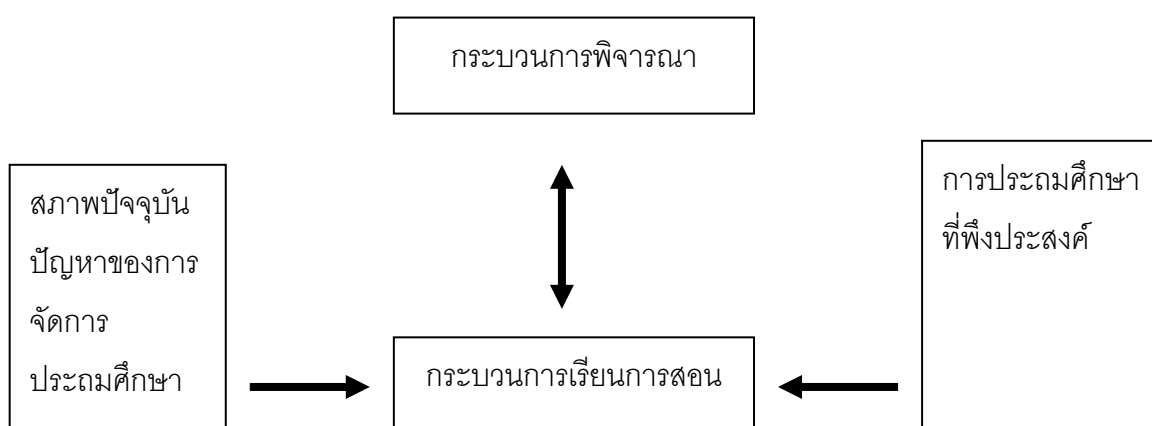 กระบวนการพิจารณา
สภาพปัจจุบัน
ปัญหาของการ
จัดการ
ประถมศึกษา
การประถมศึกษา
ที่พึงประสงค์
กระบวนการเรียนการสอน